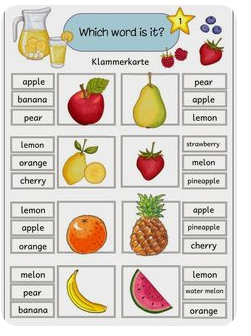 Which word is it?
1
Klammerkarte
apple
banana
pear
pear
apple
lemon
lemon
orange
cherry
strawberry
melon
pineapple
lemon
apple
orange
apple
pineapple
cherry
melon
pear
banana
lemon
water melon
orange